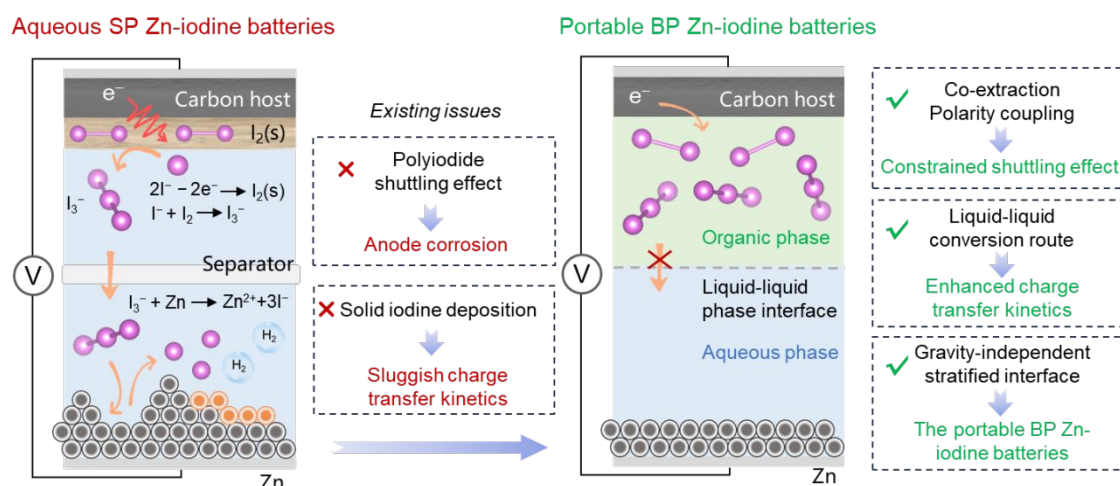 Aqueous SP Zn-iodine batteries
e⁻
Carbon host
I₂(s)
2I⁻ − 2e⁻ → I₂(s)
I⁻ + I₂ → I₃⁻
I₃⁻
V
Separator
I₃⁻ + Zn → Zn²⁺+3I⁻
H₂
H₂
Zn
Existing issues
Polyiodide
shuttling effect
Anode corrosion
Solid iodine deposition
Sluggish charge
transfer kinetics
Portable BP Zn-iodine batteries
e⁻
Carbon host
Organic phase
V
Liquid-liquid
phase interface
Aqueous phase
Zn
Co-extraction
Polarity coupling
Constrained shuttling effect
Liquid-liquid
conversion route
Enhanced charge
transfer kinetics
Gravity-independent
stratified interface
The portable BP Zn-
iodine batteries